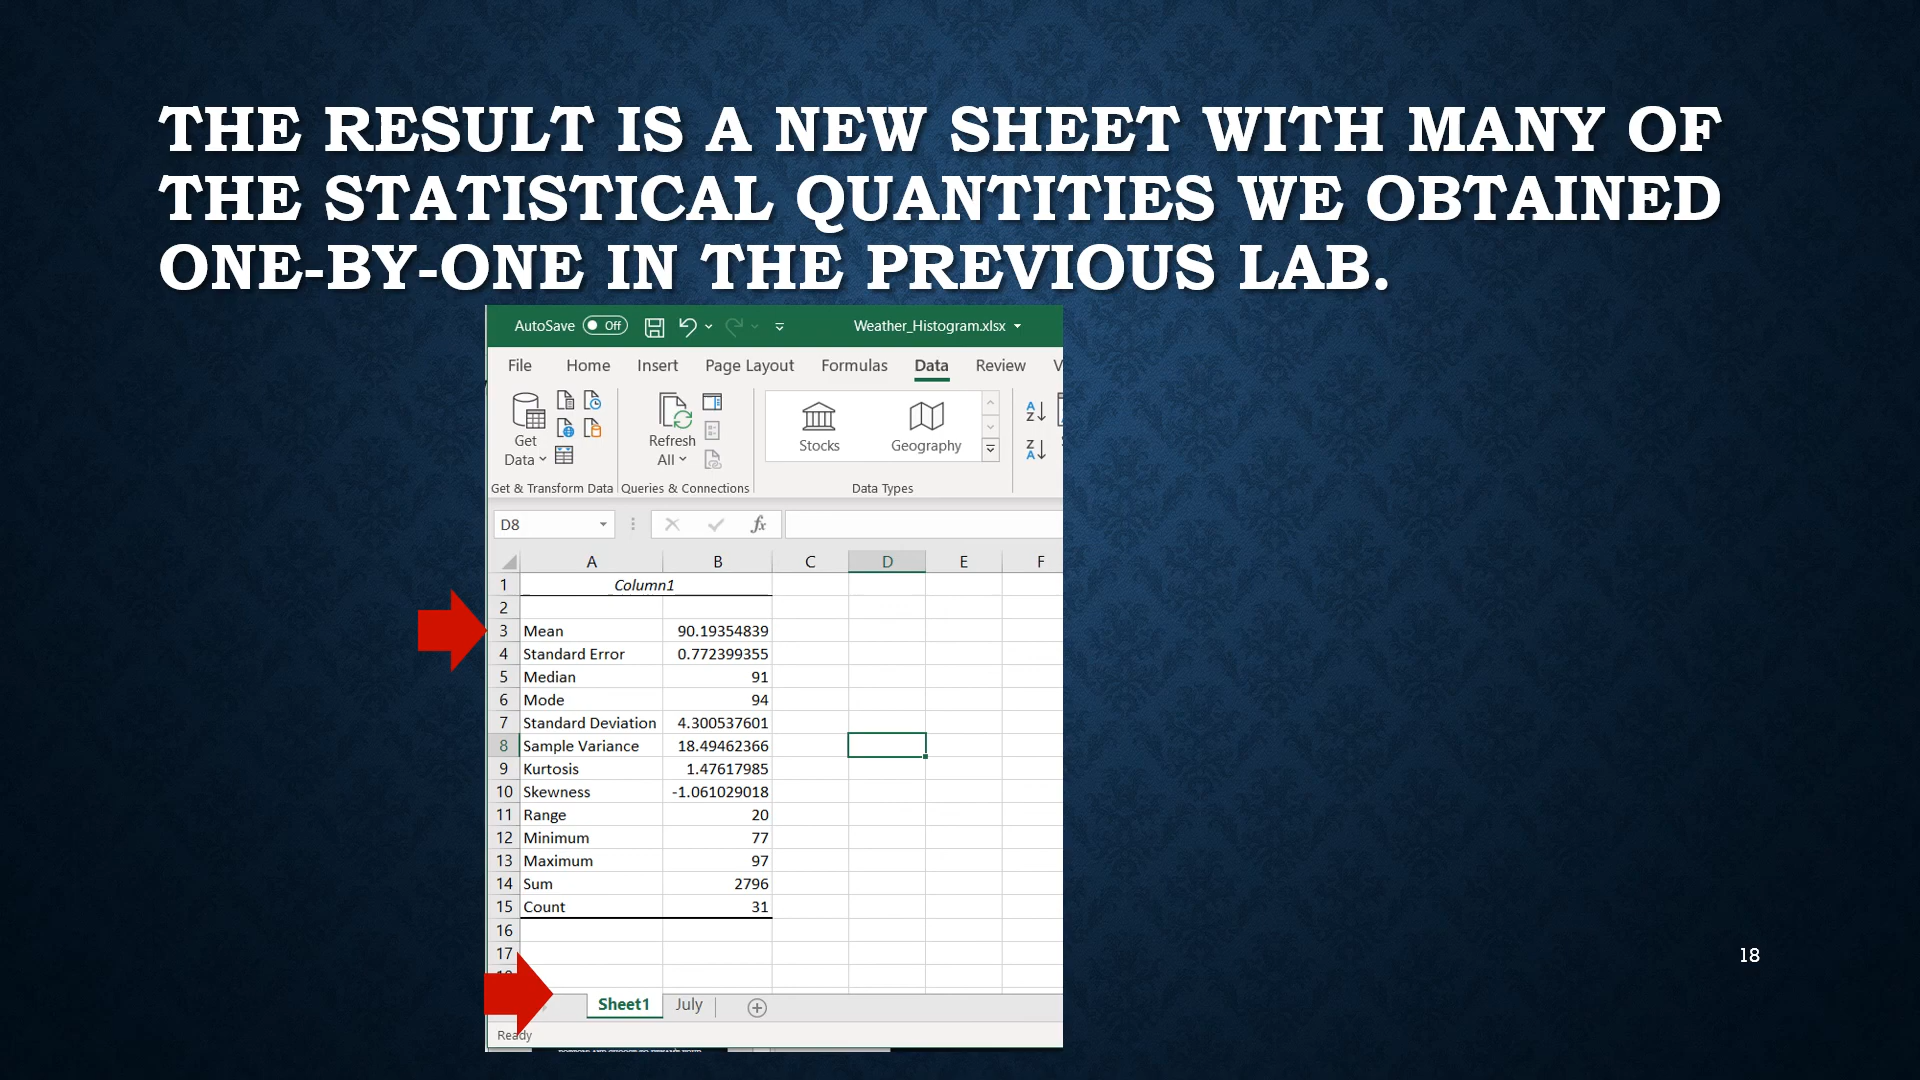 THE RESULT IS A NEW SHEET WITH MANY OF
THE STATISTICAL QUANTITIES WE OBTAINED
ONE-BY-ONE IN THE PREVIOUS LAB.
AutoSave Off Weather_Histogram.xlsx
File Home Insert Page Layout Formulas Data Review V
Get Data
Refresh All
Stocks
Geography
A Z
Z A
Get & Transform Data Queries & Connections Data Types
D8 fx
A B C D E F
1 Column1
2
3 Mean 90.19354839
4 Standard Error 0.772399355
5 Median 91
6 Mode 94
7 Standard Deviation 4.300537601
8 Sample Variance 18.49462366
9 Kurtosis 1.47617985
10 Skewness -1.061029018
11 Range 20
12 Minimum 77
13 Maximum 97
14 Sum 2796
15 Count 31
16
17
Sheet1 July
Ready
18